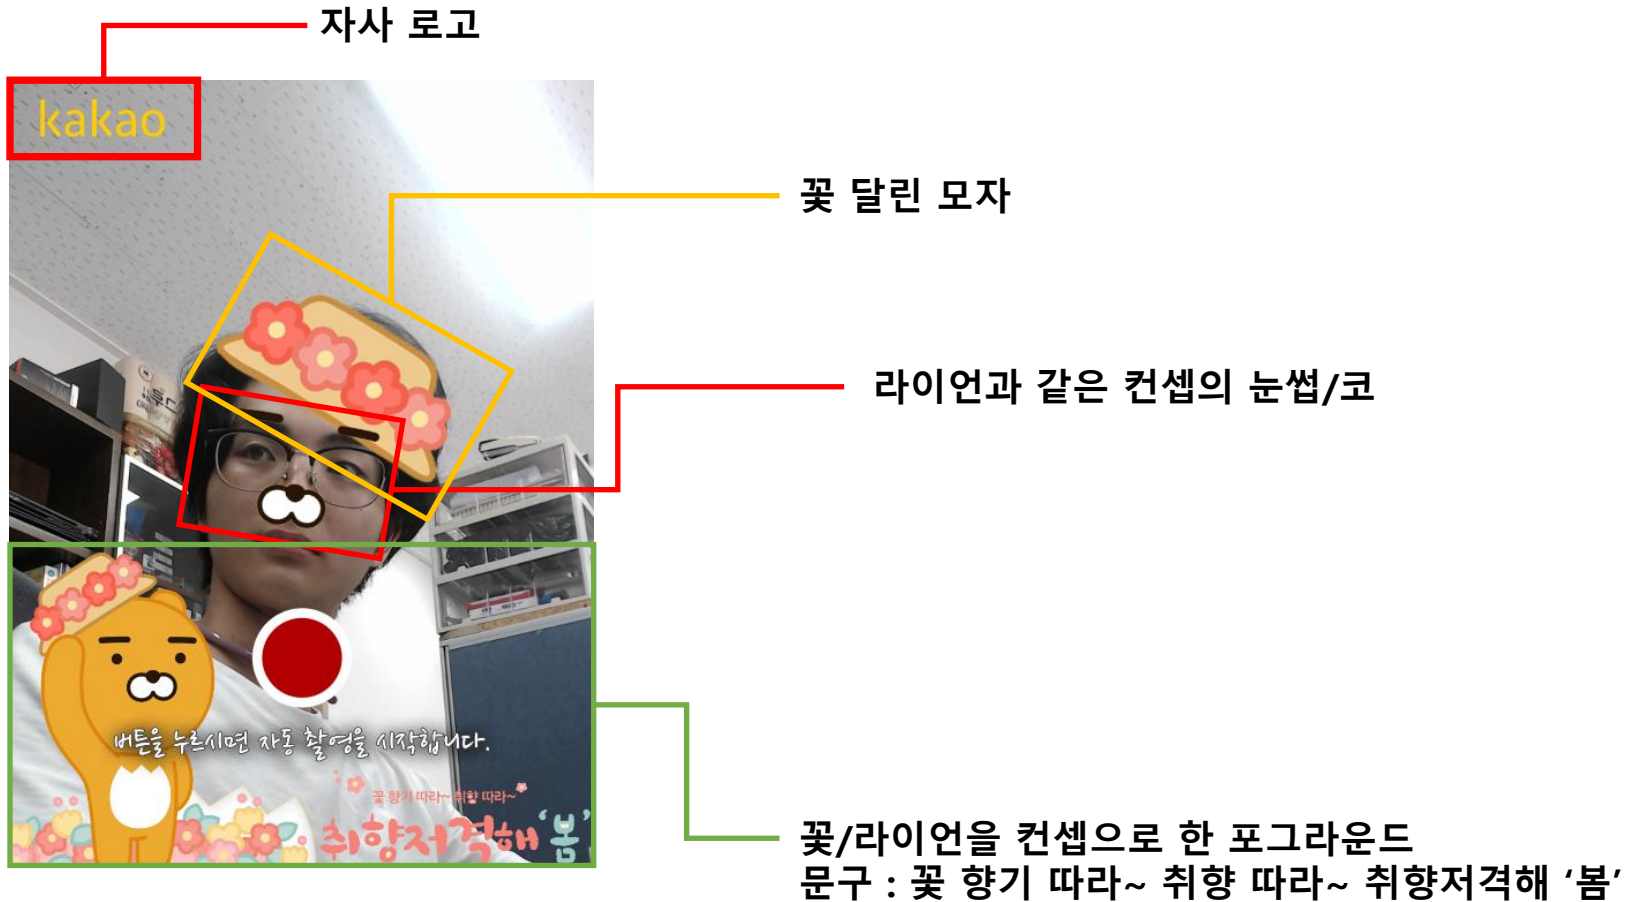 자사 로고
kakao
꽃 달린 모자
라이언과 같은 컨셉의 눈썹/코
버튼을 누르시면 자동 촬영을 시작합니다.
꽃 향기 따라~ 취향 따라~
취향저격해 ‘봄’
꽃/라이언을 컨셉으로 한 포그라운드
문구 : 꽃 향기 따라~ 취향 따라~ 취향저격해 ‘봄’